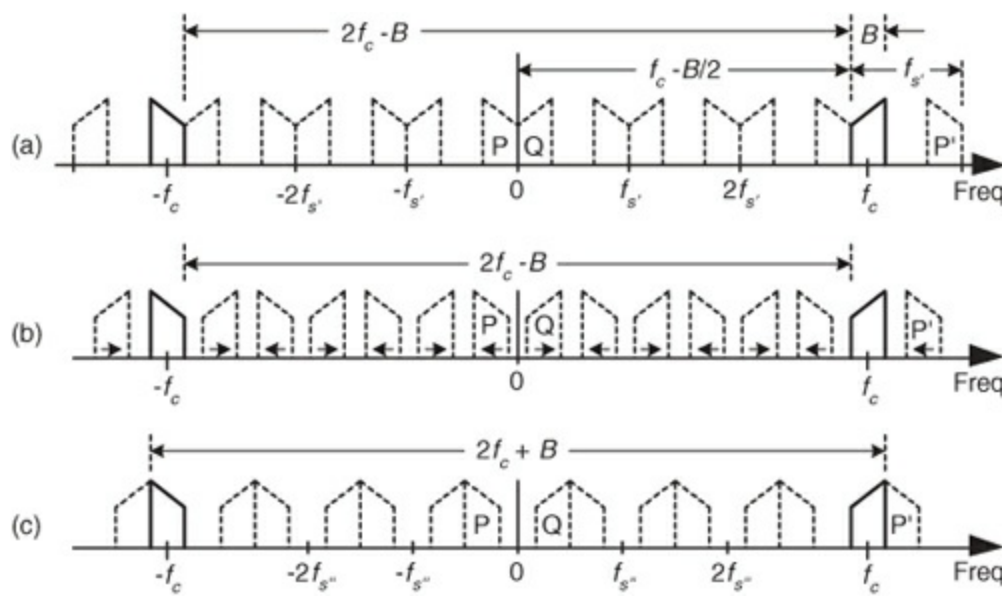 2f_c - B
B
f_c - B/2
f_s'
(a)
P Q P'
-f_c -2f_s' -f_s' 0 f_s' 2f_s' f_c Freq
2f_c - B
(b)
P Q P'
-f_c 0 f_c Freq
2f_c + B
(c)
P Q P'
-f_c -2f_s" -f_s" 0 f_s" 2f_s" f_c Freq